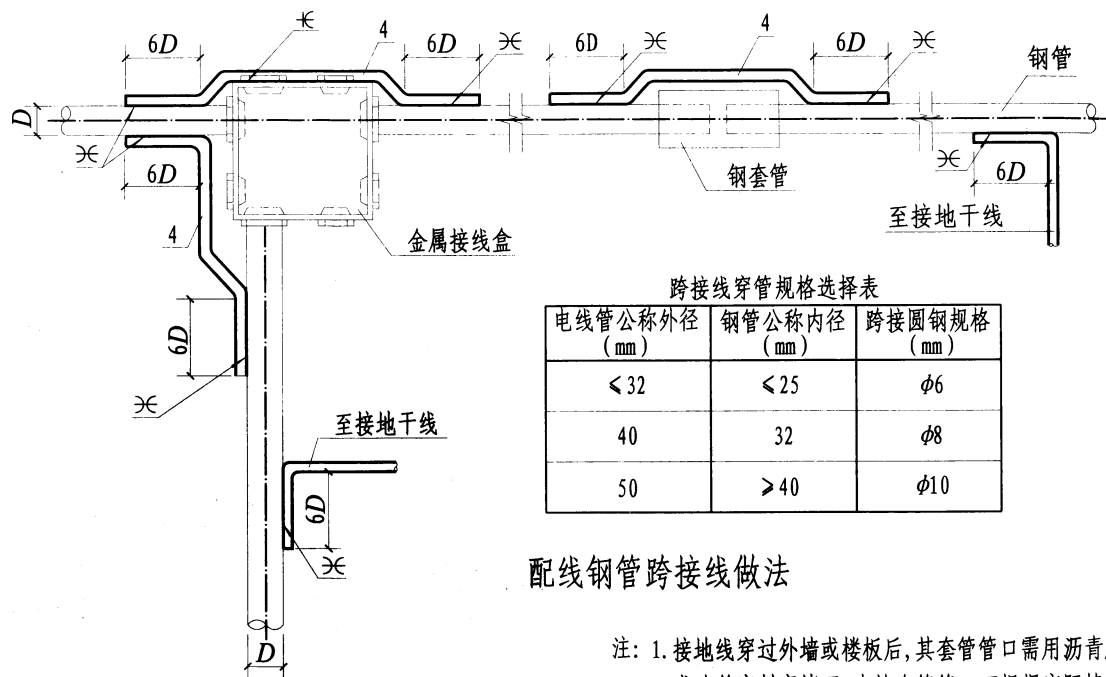 6D
4
6D
6D
4
6D
钢管
D
6D
钢套管
6D
至接地干线
4
金属接线盒
跨接线穿管规格选择表
电线管公称外径(mm) 钢管公称内径(mm) 跨接圆钢规格(mm)
≤32 ≤25 φ6
40 32 φ8
50 ≥40 φ10
6D
至接地干线
6D
配线钢管跨接线做法
D
注: 1.接地线穿过外墙或楼板后,其套管管口需用沥青